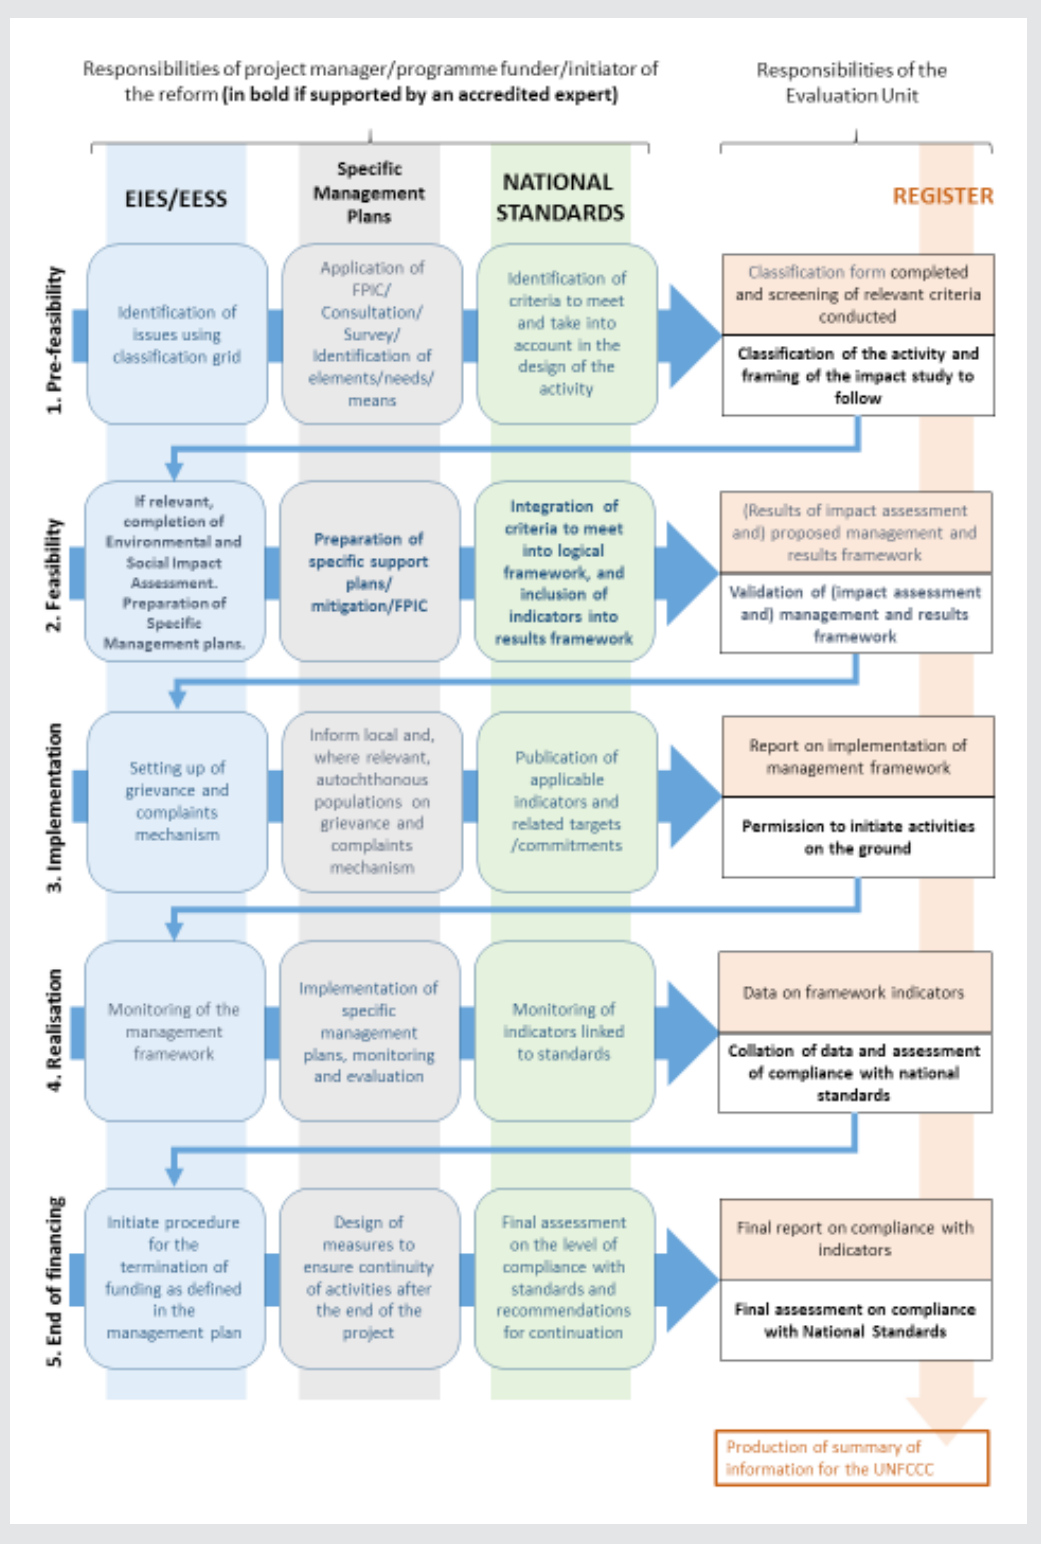 Responsibilities of project manager/programme funder/initiator of
the reform (in bold if supported by an accredited expert)
Responsibilities of the
Evaluation Unit
EIES/EESS
Specific
Management
Plans
NATIONAL
STANDARDS
REGISTER
1. Pre-feasibility
Identification of
issues using
classification grid
Application of
FPIC/
Consultation/
Survey/
Identification of
elements/needs/
means
Identification of
criteria to meet
and take into
account in the
design of the
activity
Classification form completed
and screening of relevant criteria
conducted
Classification of the activity and
framing of the impact study to
follow
2. Feasibility
If relevant,
completion of
Environmental and
Social Impact
Assessment.
Preparation of
Specific
Management plans.
Preparation of
specific support
plans/
mitigation/FPIC
Integration of
criteria to meet
into logical
framework, and
inclusion of
indicators into
results framework
(Results of impact assessment
and) proposed management and
results framework
Validation of (impact assessment
and) management and results
framework
3. Implementation
Setting up of
grievance and
complaints
mechanism
Inform local and,
where relevant,
autochthonous
populations on
grievance and
complaints
mechanism
Publication of
applicable
indicators and
related targets
/commitments
Report on implementation of
management framework
Permission to initiate activities
on the ground
4. Realisation
Monitoring of the
management
framework
Implementation of
specific
management
plans, monitoring
and evaluation
Monitoring of
indicators linked
to standards
Data on framework indicators
Collation of data and assessment
of compliance with national
standards
5. End of financing
Initiate procedure
for the
termination of
funding as defined
in the
management plan
Design of
measures to
ensure continuity
of activities after
the end of the
project
Final assessment
on the level of
compliance with
standards and
recommendations
for continuation
Final report on compliance with
indicators
Final assessment on compliance
with National Standards
Production of summary of
information for the UNFCCC